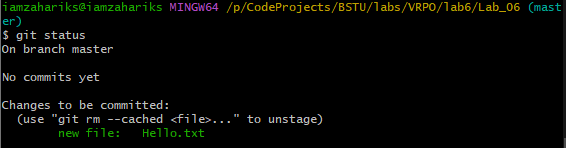 iamzahariks@iamzahariks MINGW64 /p/CodeProjects/BSTU/labs/VRPO/lab6/Lab_06 (mast
er)
$ git status
On branch master
No commits yet
Changes to be committed:
  (use "git rm --cached <file>..." to unstage)
        new file:   Hello.txt